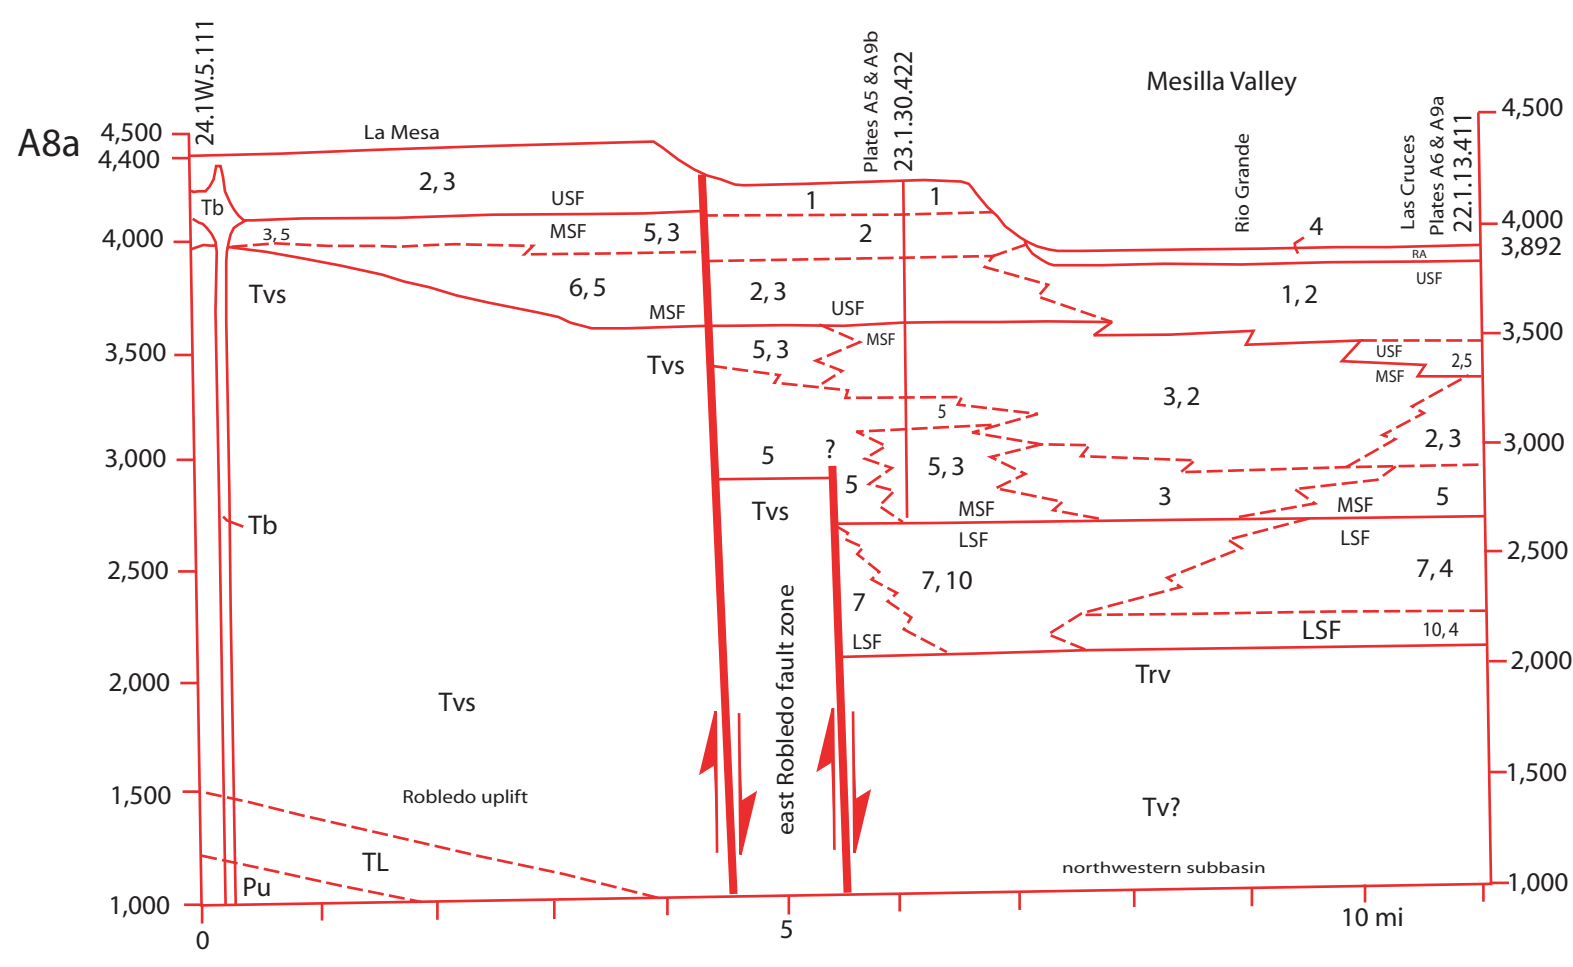 A8a
24.1W.5.111
Plates A5 & A9b
23.1.30.422
Mesilla Valley
Rio Grande
Las Cruces
Plates A6 & A9a
22.1.13.411
4,500
4,400
4,000
3,500
3,000
2,500
2,000
1,500
1,000
4,500
4,000
3,892
3,500
3,000
2,500
2,000
1,500
1,000
La Mesa
2, 3
USF
1
1
Tb
3, 5
MSF
5, 3
2
4
RA
USF
Tvs
6, 5
MSF
2, 3
USF
1, 2
Tvs
5, 3
MSF
USF
2,5
MSF
3, 2
5
2, 3
5
?
5
5, 3
MSF
3
MSF
5
Tvs
Tb
LSF
LSF
7, 10
7, 4
7
LSF
LSF
10, 4
east Robledo fault zone
Tvs
Trv
Robledo uplift
Tv?
TL
Pu
northwestern subbasin
0
5
10 mi